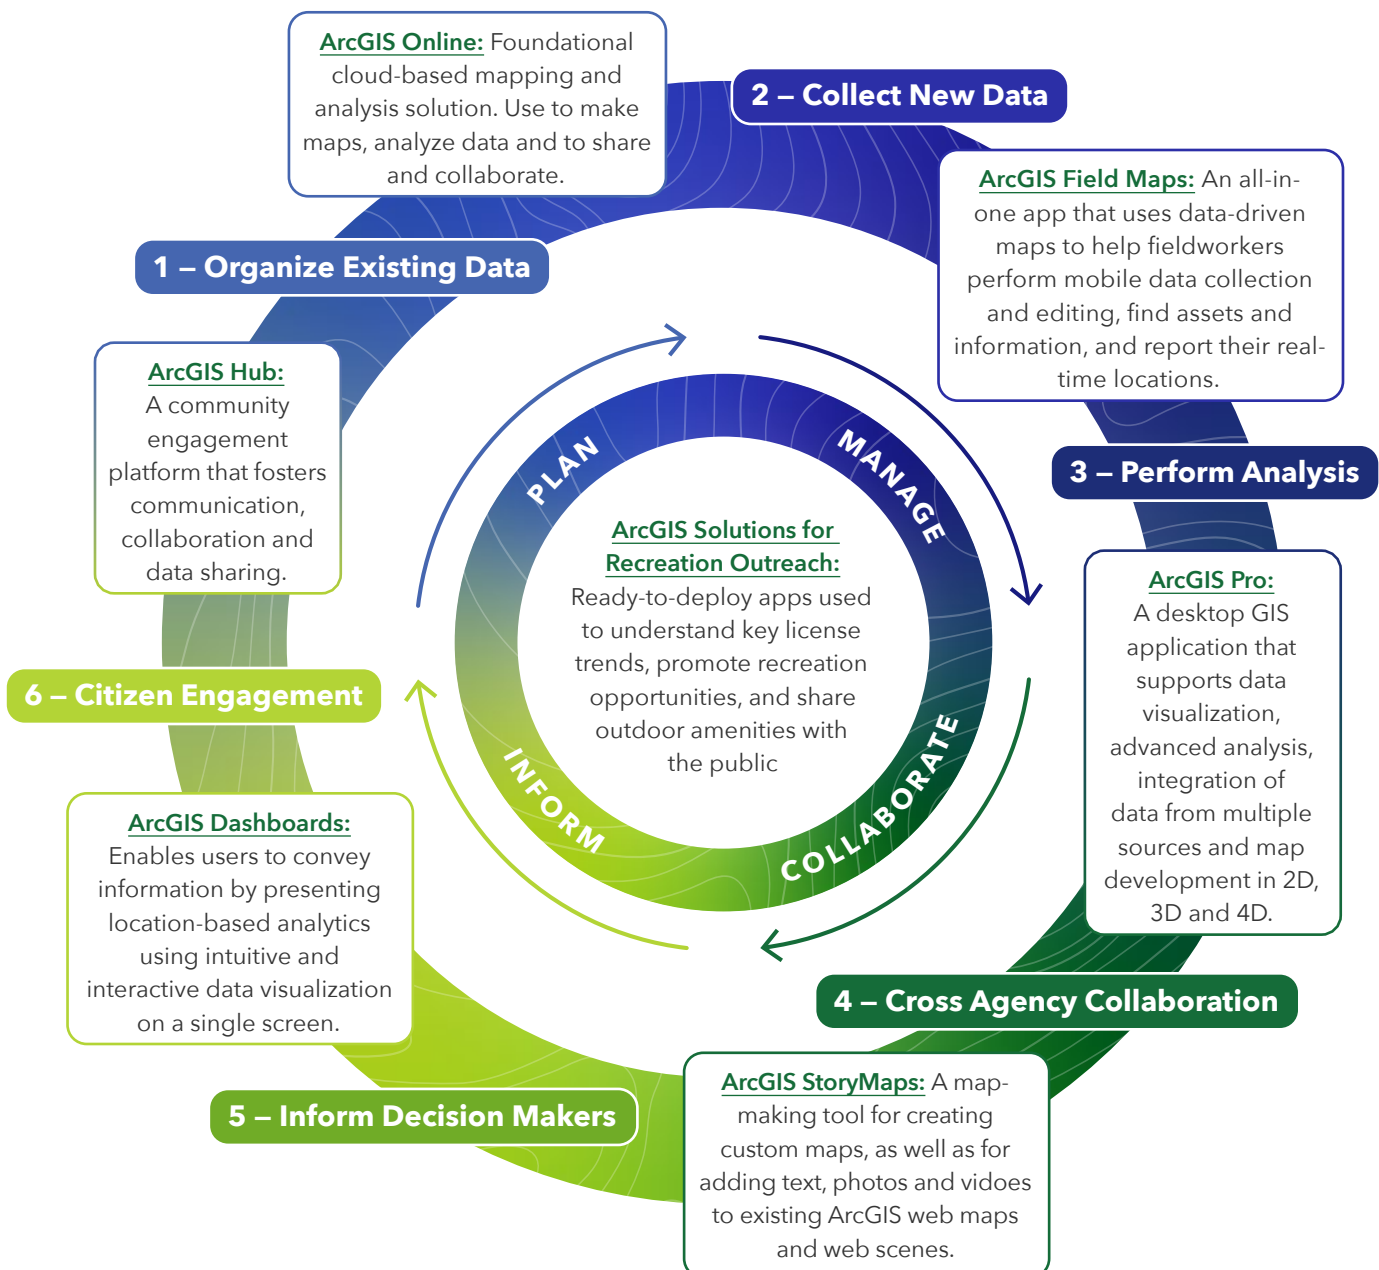 ArcGIS Online: Foundational
cloud-based mapping and
analysis solution. Use to make
maps, analyze data and to share
and collaborate.
2 – Collect New Data
ArcGIS Field Maps: An all-in-
one app that uses data-driven
maps to help fieldworkers
perform mobile data collection
and editing, find assets and
information, and report their real-
time locations.
1 – Organize Existing Data
ArcGIS Hub:
A community
engagement
platform that fosters
communication,
collaboration and
data sharing.
3 – Perform Analysis
PLAN
MANAGE
ArcGIS Solutions for
Recreation Outreach:
Ready-to-deploy apps used
to understand key license
trends, promote recreation
opportunities, and share
outdoor amenities with
the public
INFORM
COLLABORATE
ArcGIS Pro:
A desktop GIS
application that
supports data
visualization,
advanced analysis,
integration of
data from multiple
sources and map
development in 2D,
3D and 4D.
6 – Citizen Engagement
ArcGIS Dashboards:
Enables users to convey
information by presenting
location-based analytics
using intuitive and
interactive data visualization
on a single screen.
4 – Cross Agency Collaboration
5 – Inform Decision Makers
ArcGIS StoryMaps: A map-
making tool for creating
custom maps, as well as for
adding text, photos and vidoes
to existing ArcGIS web maps
and web scenes.